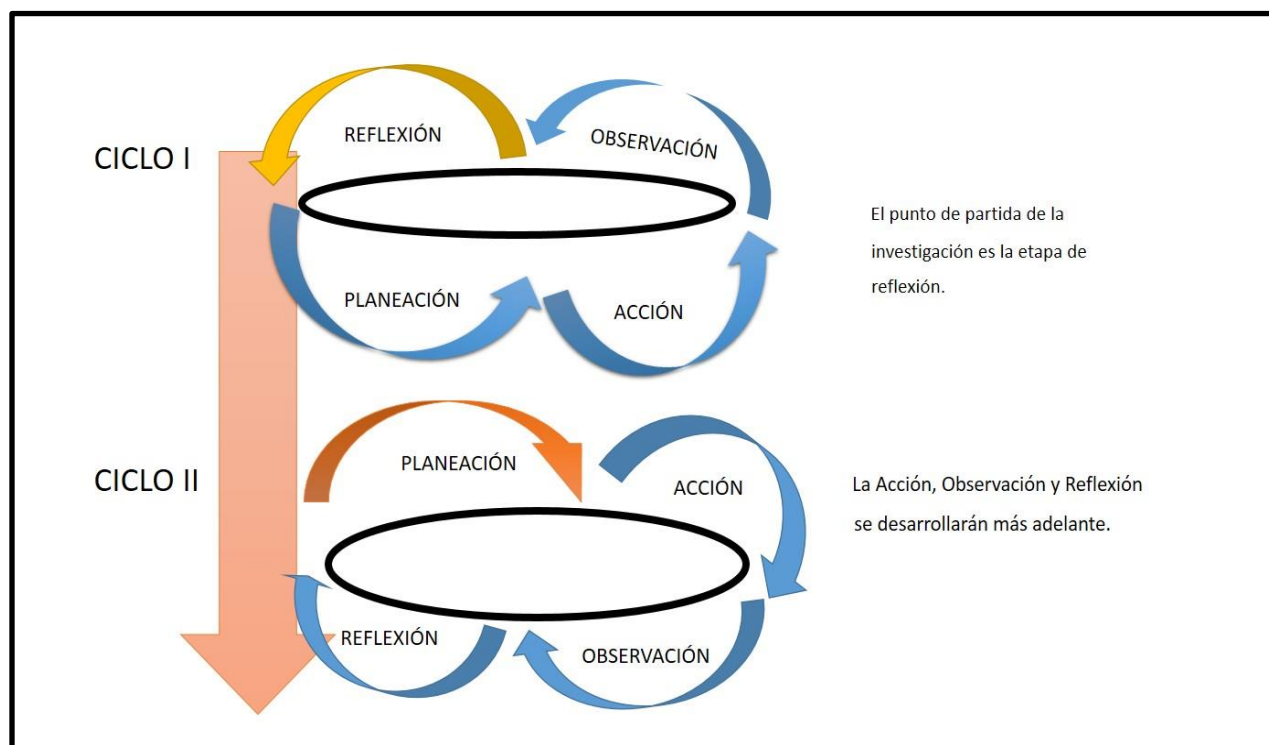 CICLO I
REFLEXIÓN
OBSERVACIÓN
PLANEACIÓN
ACCIÓN
El punto de partida de la
investigación es la etapa de
reflexión.
CICLO II
PLANEACIÓN
ACCIÓN
REFLEXIÓN
OBSERVACIÓN
La Acción, Observación y Reflexión
se desarrollarán más adelante.